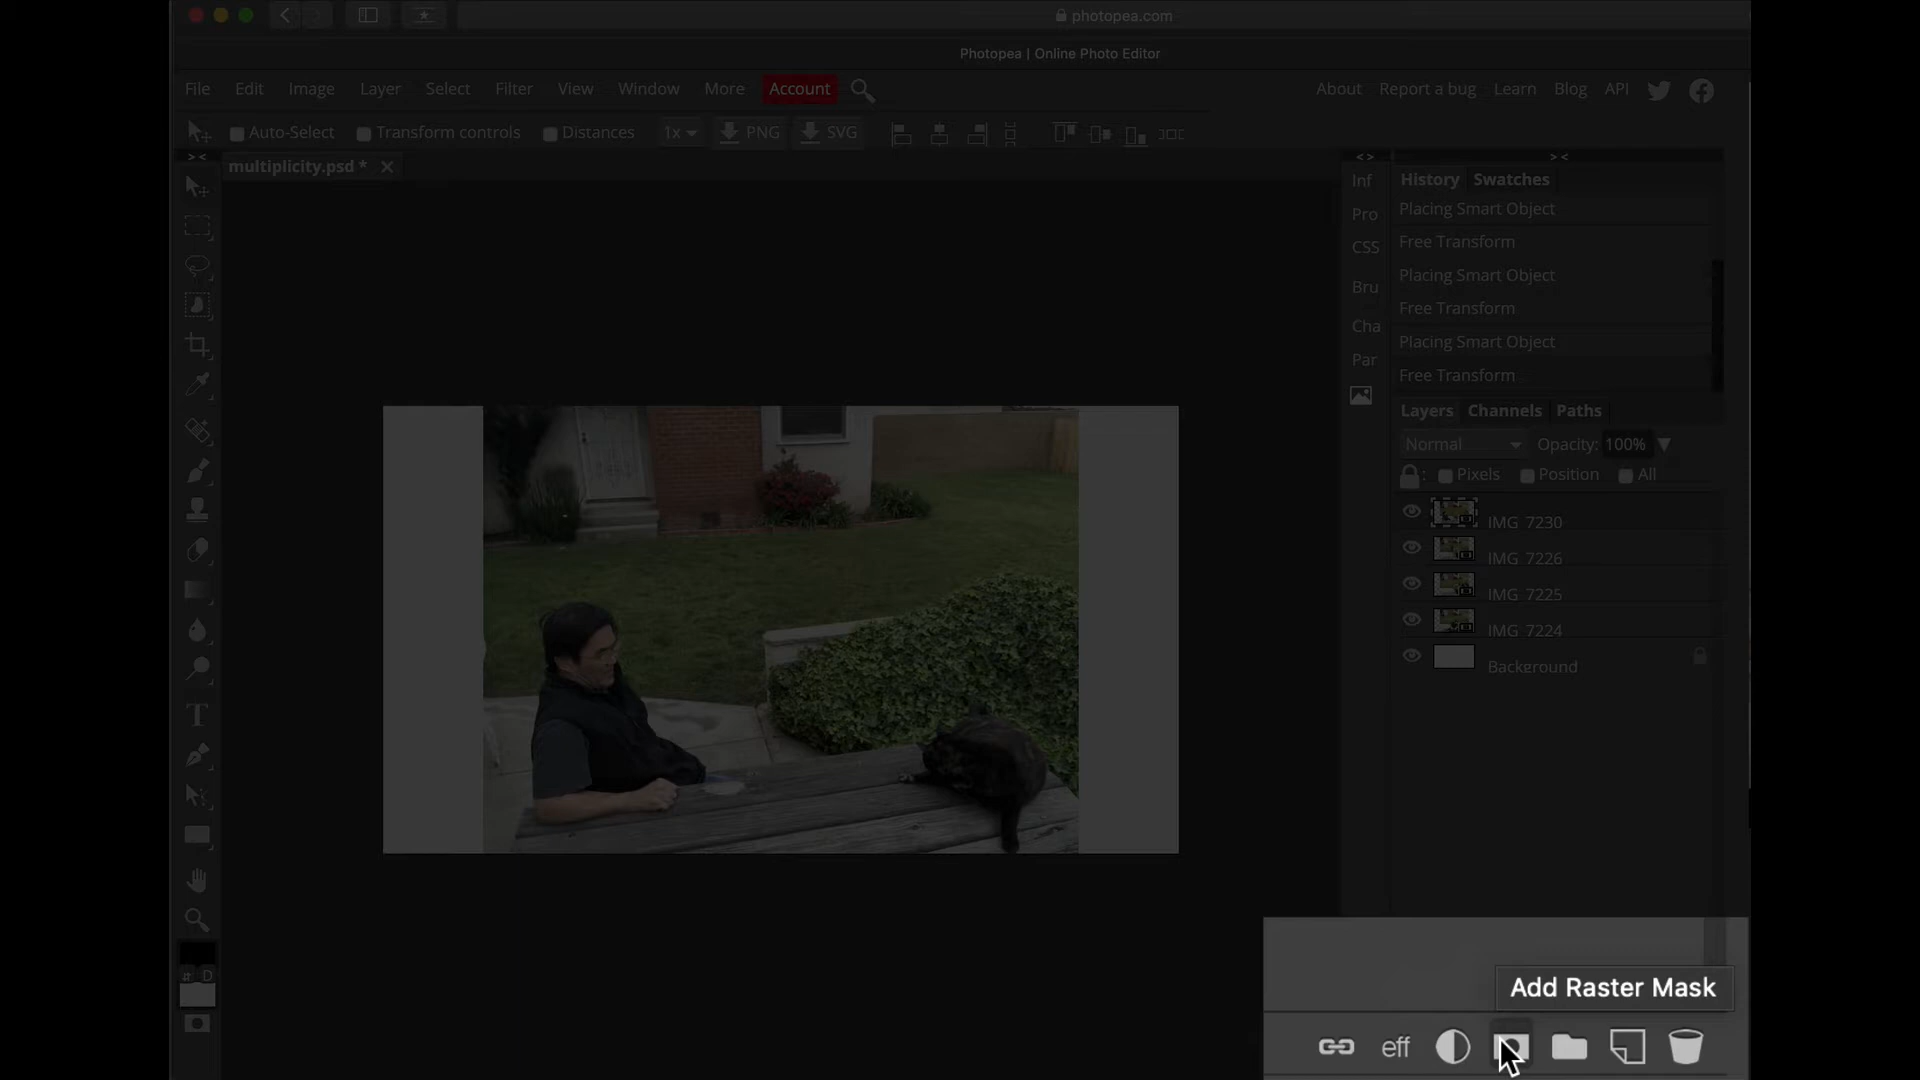 photopea.com
Photopea | Online Photo Editor
File Edit Image Layer Select Filter View Window More Account About Report a bug Learn Blog API
Auto-Select Transform controls Distances 1x PNG SVG
> <
multiplicity.psd *
< > > <
Inf
Pro
CSS
Bru
Cha
Par
History Swatches
Placing Smart Object
Free Transform
Placing Smart Object
Free Transform
Placing Smart Object
Free Transform
Layers Channels Paths
Normal Opacity: 100%
: Pixels Position All
IMG 7230
IMG 7226
IMG 7225
IMG 7224
Background
T
D
Add Raster Mask
eff